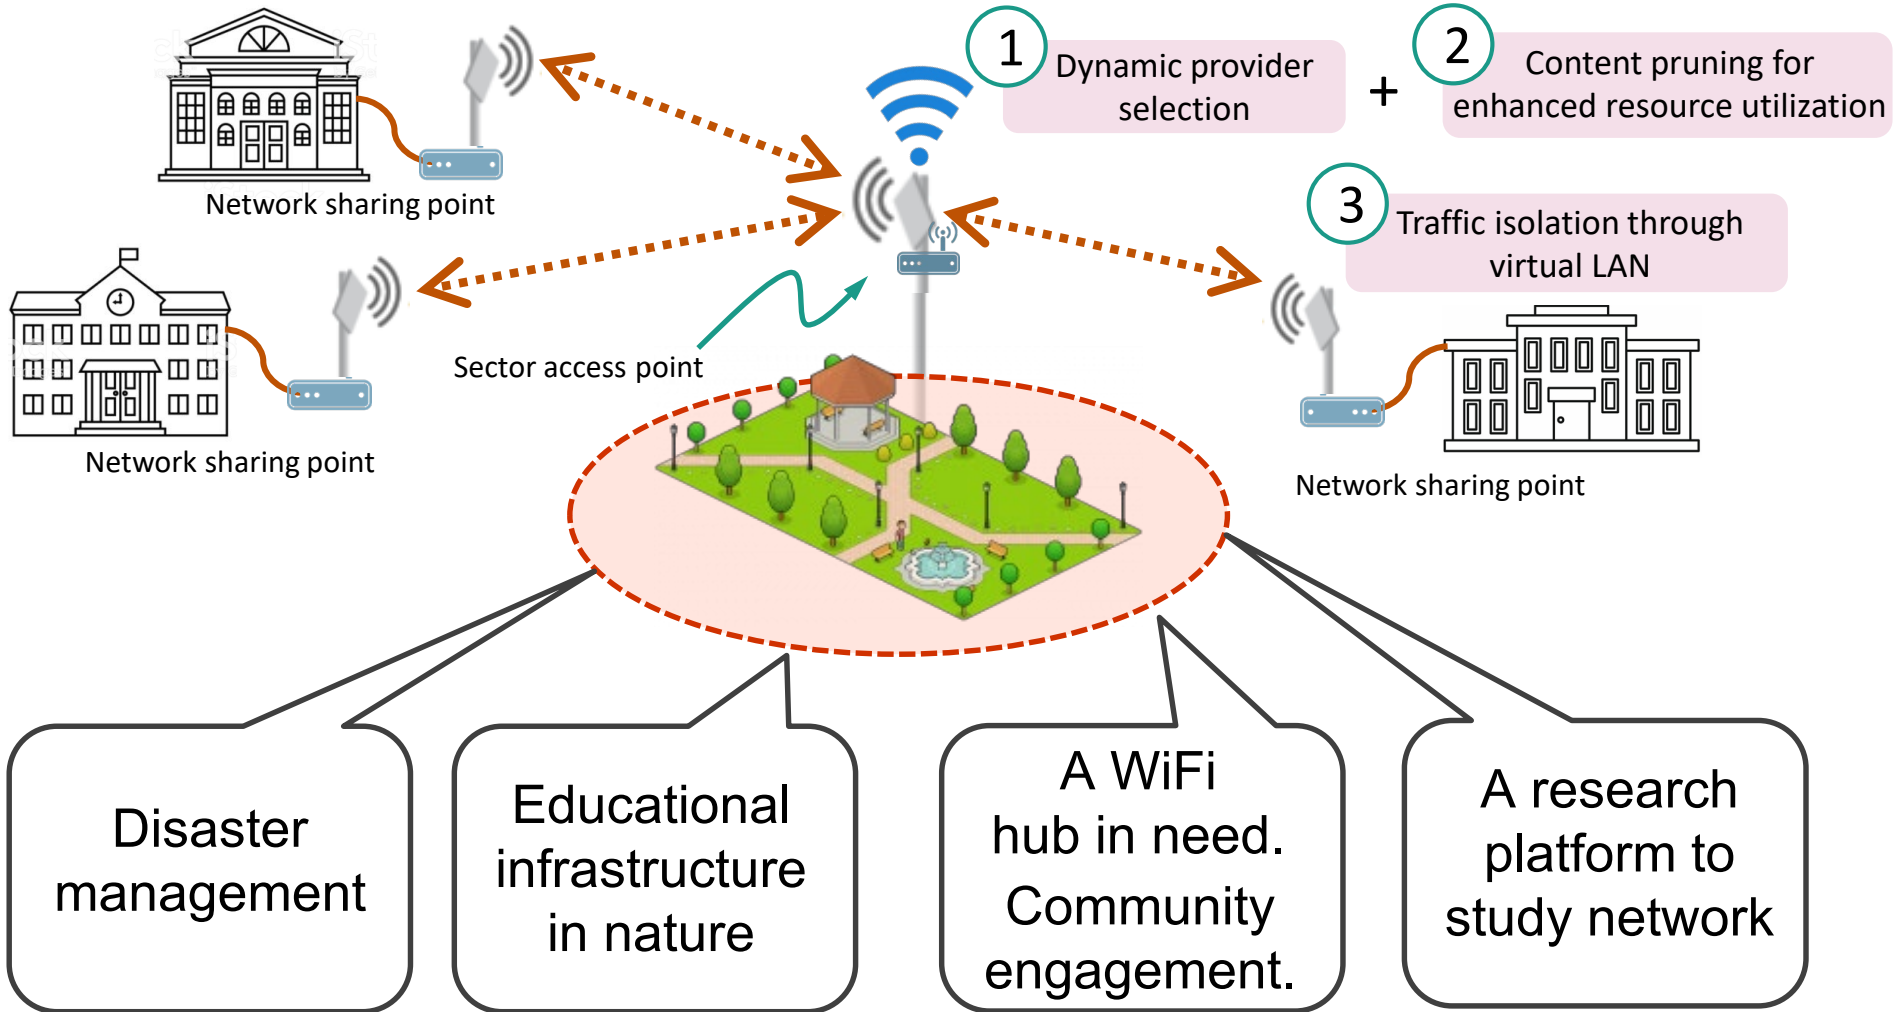 1
Dynamic provider
selection
+
2
Content pruning for
enhanced resource utilization
Network sharing point
3
Traffic isolation through
virtual LAN
Sector access point
Network sharing point
Network sharing point
Disaster
management
Educational
infrastructure
in nature
A WiFi
hub in need.
Community
engagement.
A research
platform to
study network